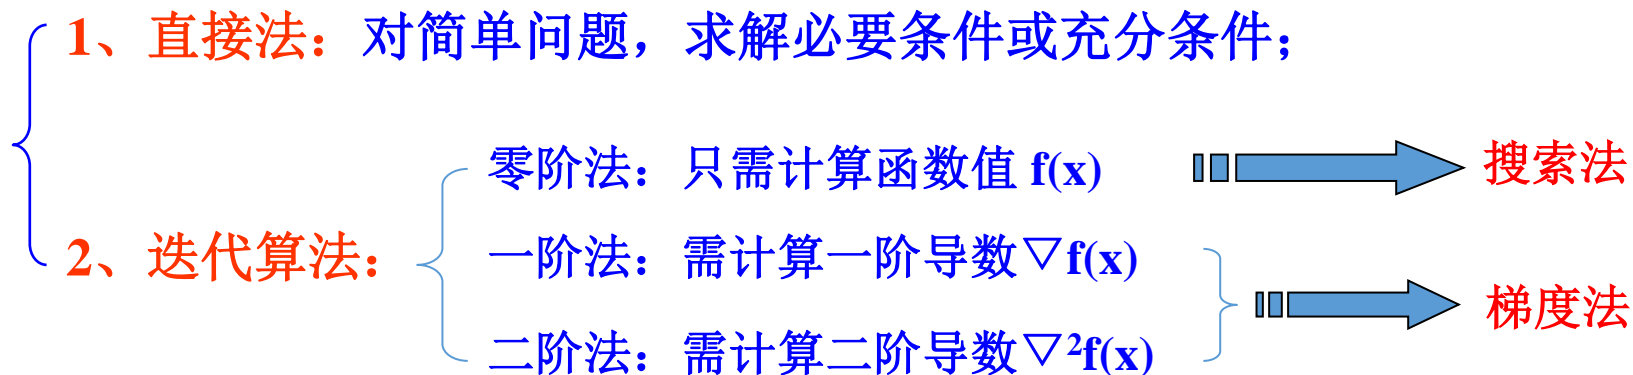 1、直接法：对简单问题，求解必要条件或充分条件；
零阶法：只需计算函数值 f(x)
搜索法
2、迭代算法：
一阶法：需计算一阶导数▽f(x)
二阶法：需计算二阶导数▽²f(x)
梯度法